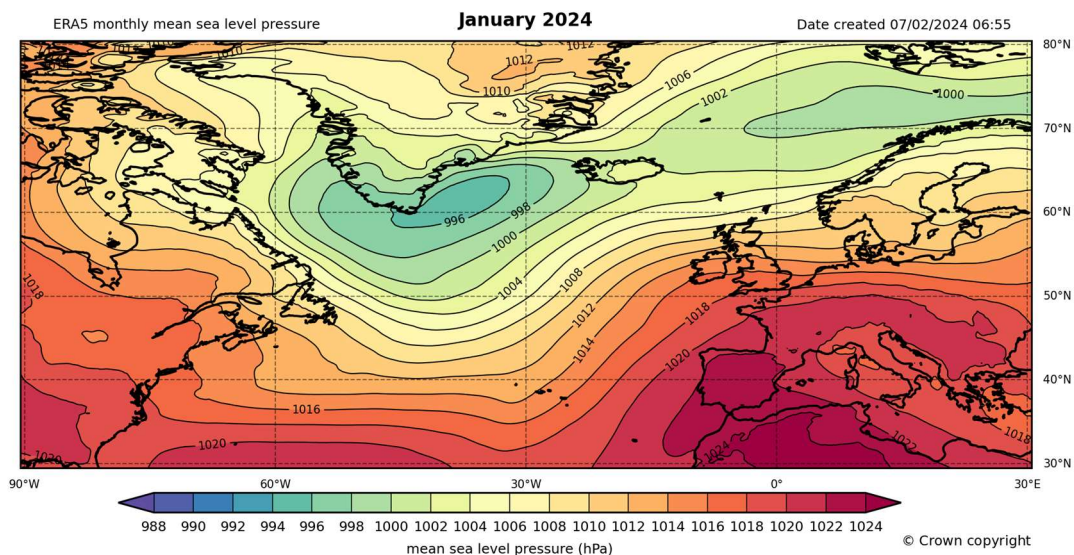 ERA5 monthly mean sea level pressure
January 2024
Date created 07/02/2024 06:55
1010
1012
1012
1010
1006
1002
1000
80°N
70°N
996
998
1000
1004
1008
1012
1014
60°N
1018
1018
1020
50°N
1016
40°N
1020
1020
1024
1022
1018
30°N
90°W
60°W
30°W
0°
30°E
988 990 992 994 996 998 1000 1002 1004 1006 1008 1010 1012 1014 1016 1018 1020 1022 1024
mean sea level pressure (hPa)
© Crown copyright